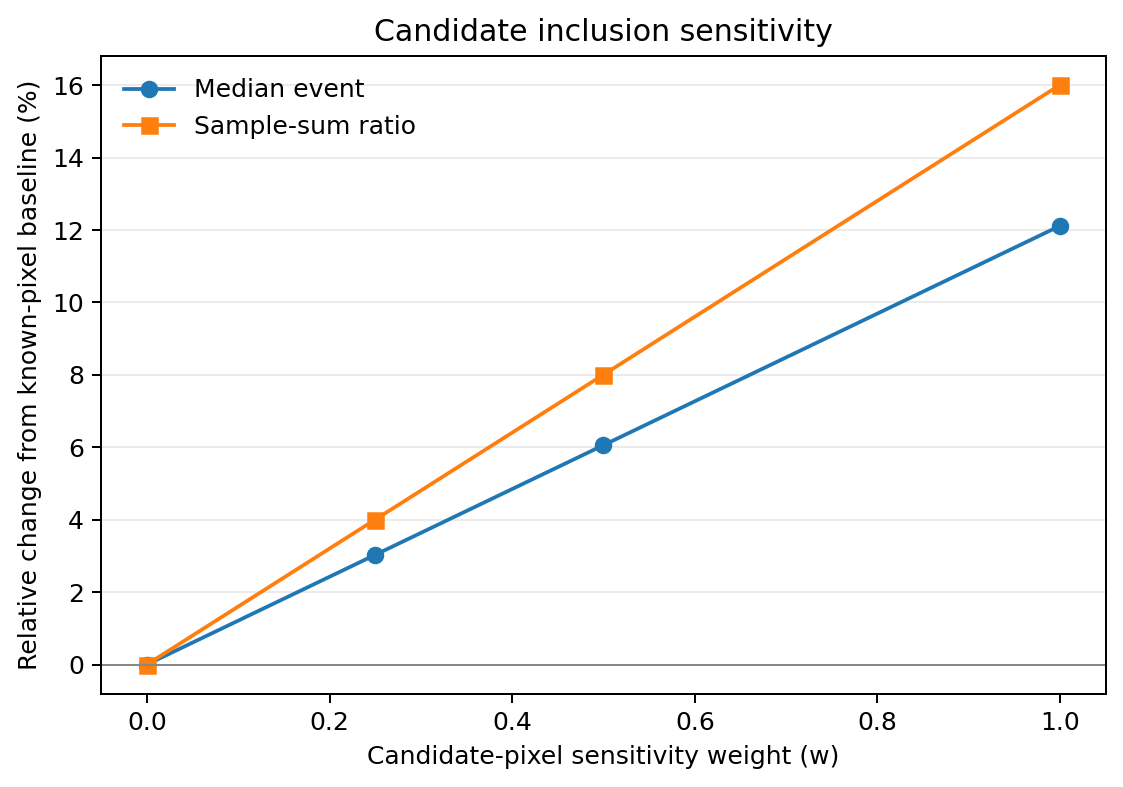 Candidate inclusion sensitivity
Median event
Sample-sum ratio
Relative change from known-pixel baseline (%)
16
14
12
10
8
6
4
2
0
0.0 0.2 0.4 0.6 0.8 1.0
Candidate-pixel sensitivity weight (w)